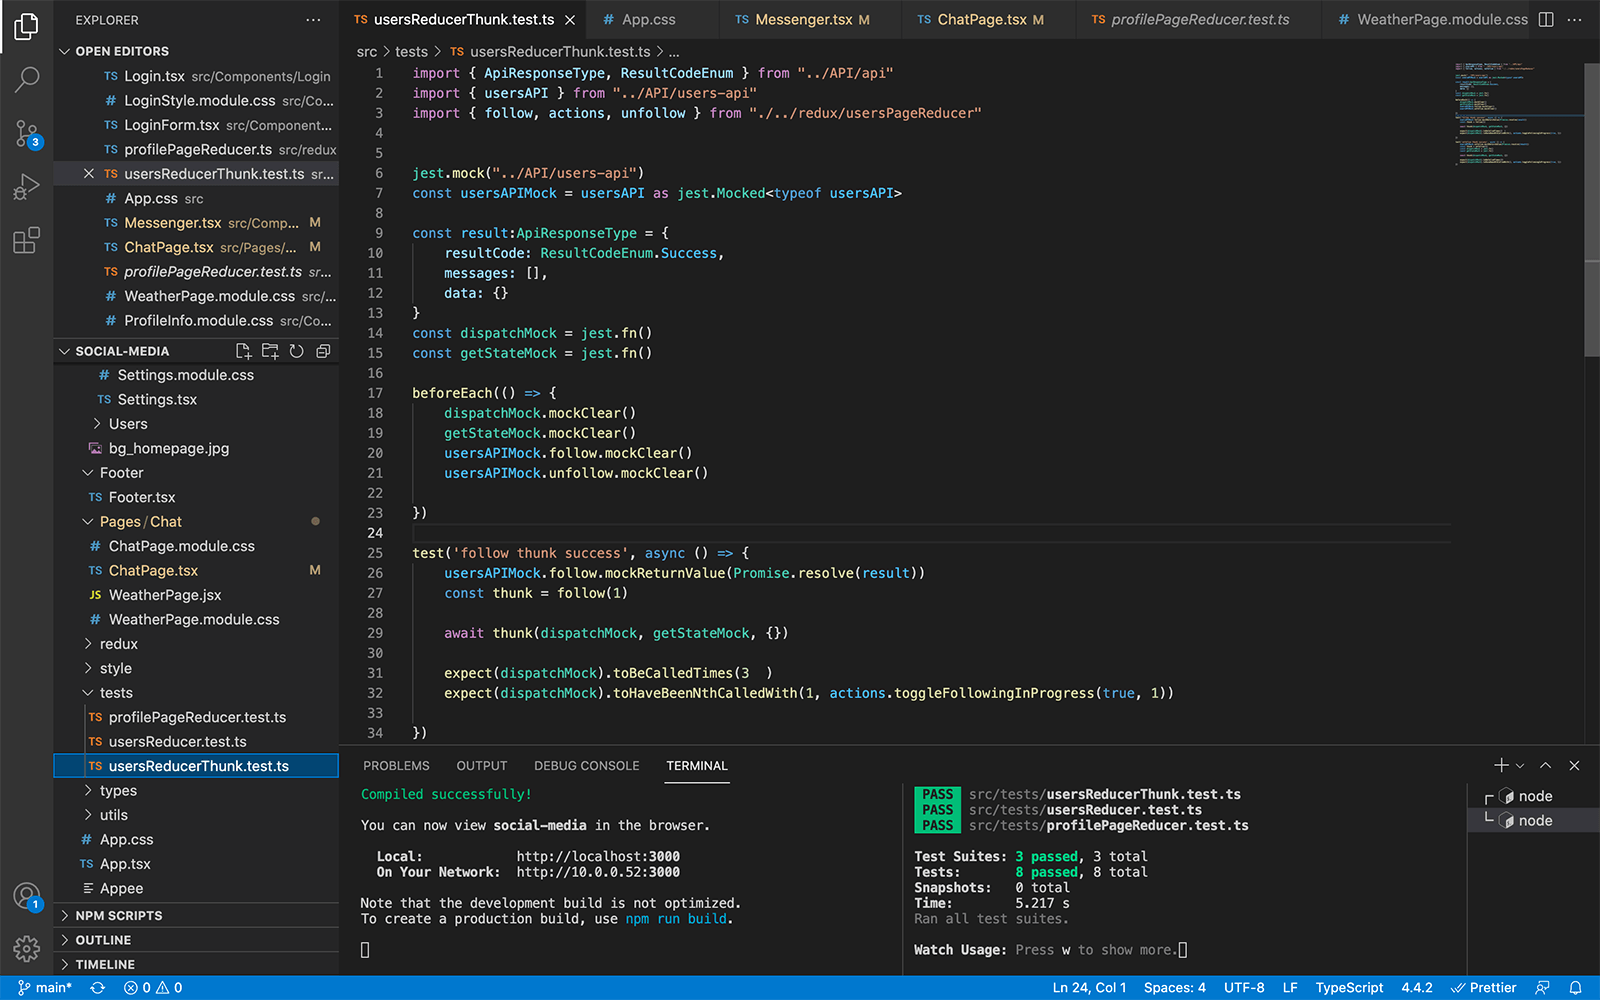 EXPLORER
OPEN EDITORS
TS Login.tsx src/Components/Login
# LoginStyle.module.css src/Co...
TS LoginForm.tsx src/Component...
TS profilePageReducer.ts src/redux
TS usersReducerThunk.test.ts sr...
# App.css src
TS Messenger.tsx src/Comp... M
TS ChatPage.tsx src/Pages/... M
TS profilePageReducer.test.ts sr...
# WeatherPage.module.css src/...
# ProfileInfo.module.css src/Co...
SOCIAL-MEDIA
# Settings.module.css
TS Settings.tsx
Users
bg_homepage.jpg
Footer
TS Footer.tsx
Pages / Chat
# ChatPage.module.css
TS ChatPage.tsx M
JS WeatherPage.jsx
# WeatherPage.module.css
redux
style
tests
TS profilePageReducer.test.ts
TS usersReducer.test.ts
TS usersReducerThunk.test.ts
types
utils
# App.css
TS App.tsx
Appee
NPM SCRIPTS
OUTLINE
TIMELINE
3
1
TS usersReducerThunk.test.ts # App.css TS Messenger.tsx M TS ChatPage.tsx M TS profilePageReducer.test.ts # WeatherPage.module.css
src > tests > TS usersReducerThunk.test.ts > ...
1 import { ApiResponseType, ResultCodeEnum } from "../API/api"
2 import { usersAPI } from "../API/users-api"
3 import { follow, actions, unfollow } from "./../redux/usersPageReducer"
4
5
6 jest.mock("../API/users-api")
7 const usersAPIMock = usersAPI as jest.Mocked<typeof usersAPI>
8
9 const result:ApiResponseType = {
10 resultCode: ResultCodeEnum.Success,
11 messages: [],
12 data: {}
13 }
14 const dispatchMock = jest.fn()
15 const getStateMock = jest.fn()
16
17 beforeEach(() => {
18 dispatchMock.mockClear()
19 getStateMock.mockClear()
20 usersAPIMock.follow.mockClear()
21 usersAPIMock.unfollow.mockClear()
22
23 })
24
25 test('follow thunk success', async () => {
26 usersAPIMock.follow.mockReturnValue(Promise.resolve(result))
27 const thunk = follow(1)
28
29 await thunk(dispatchMock, getStateMock, {})
30
31 expect(dispatchMock).toBeCalledTimes(3  )
32 expect(dispatchMock).toHaveBeenNthCalledWith(1, actions.toggleFollowingInProgress(true, 1))
33
34 })
PROBLEMS OUTPUT DEBUG CONSOLE TERMINAL
Compiled successfully!
You can now view social-media in the browser.
Local: http://localhost:3000
On Your Network: http://10.0.0.52:3000
Note that the development build is not optimized.
To create a production build, use npm run build.
PASS src/tests/usersReducerThunk.test.ts
PASS src/tests/usersReducer.test.ts
PASS src/tests/profilePageReducer.test.ts
Test Suites: 3 passed, 3 total
Tests: 8 passed, 8 total
Snapshots: 0 total
Time: 5.217 s
Ran all test suites.
Watch Usage: Press w to show more.
node
node
main* 0 0 Ln 24, Col 1 Spaces: 4 UTF-8 LF TypeScript 4.4.2 Prettier